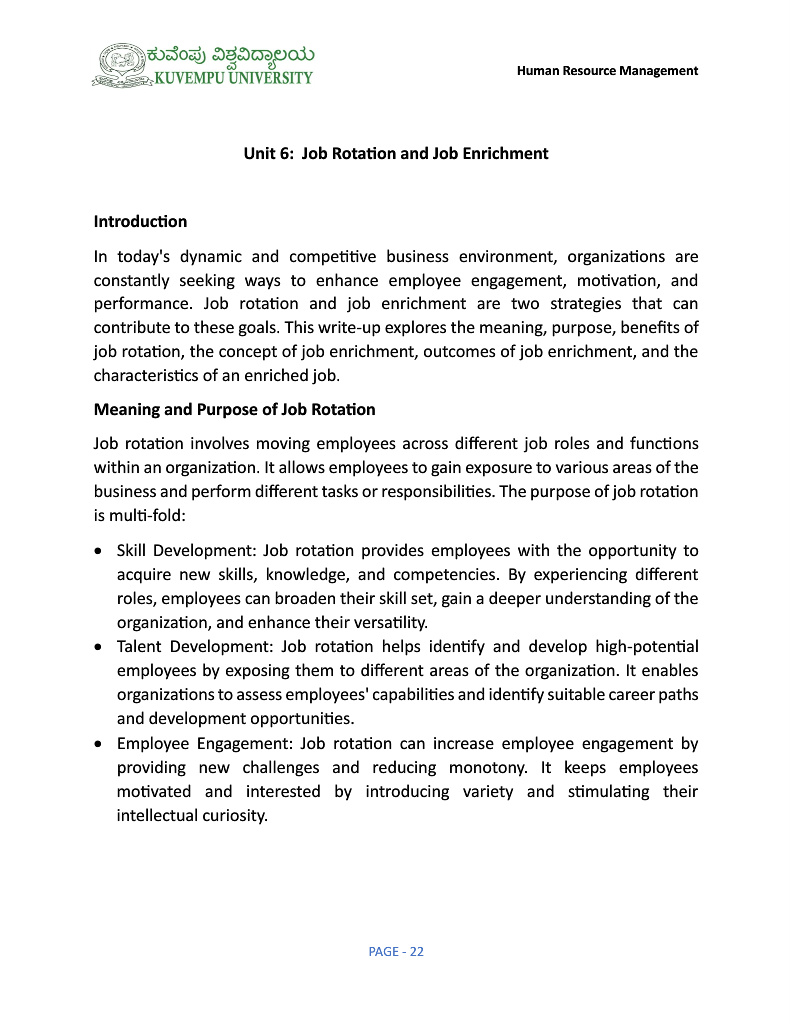 ಕುವೆಂಪು ವಿಶ್ವವಿದ್ಯಾಲಯ
KUVEMPU UNIVERSITY
Human Resource Management
Unit 6:  Job Rotation and Job Enrichment
Introduction
In today's dynamic and competitive business environment, organizations are
constantly seeking ways to enhance employee engagement, motivation, and
performance. Job rotation and job enrichment are two strategies that can
contribute to these goals. This write-up explores the meaning, purpose, benefits of
job rotation, the concept of job enrichment, outcomes of job enrichment, and the
characteristics of an enriched job.
Meaning and Purpose of Job Rotation
Job rotation involves moving employees across different job roles and functions
within an organization. It allows employees to gain exposure to various areas of the
business and perform different tasks or responsibilities. The purpose of job rotation
is multi-fold:
• Skill Development: Job rotation provides employees with the opportunity to
acquire new skills, knowledge, and competencies. By experiencing different
roles, employees can broaden their skill set, gain a deeper understanding of the
organization, and enhance their versatility.
• Talent Development: Job rotation helps identify and develop high-potential
employees by exposing them to different areas of the organization. It enables
organizations to assess employees' capabilities and identify suitable career paths
and development opportunities.
• Employee Engagement: Job rotation can increase employee engagement by
providing new challenges and reducing monotony. It keeps employees
motivated and interested by introducing variety and stimulating their
intellectual curiosity.
PAGE - 22